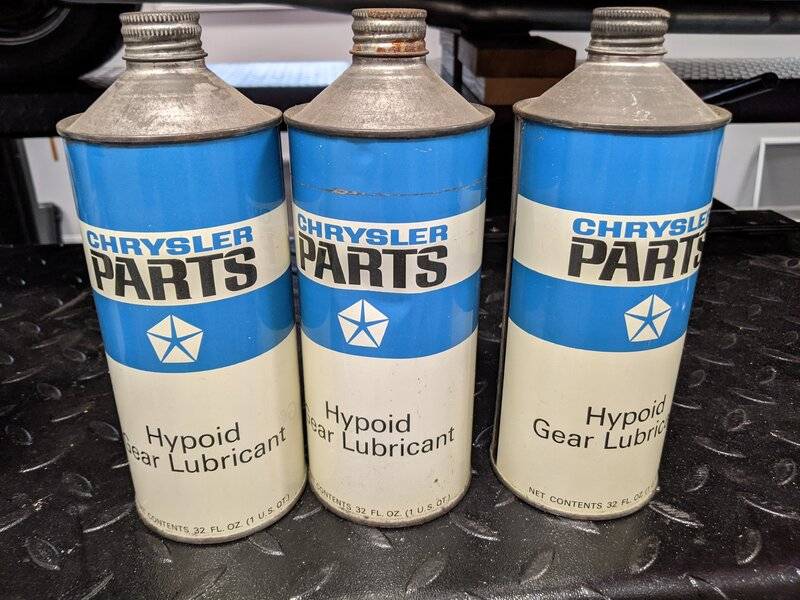 CHRYSLER
PARTS
Hypoid
Gear Lubricant
CONTENTS 32 FL. OZ. (1 U.S. QT.)
CHRYSLER
PARTS
Hypoid
Gear Lubricant
CONTENTS 32 FL. OZ. (1 U.S. QT.)
CHRYSLER
PARTS
Hypoid
Gear Lubric
NET CONTENTS 32 FL. OZ. (1